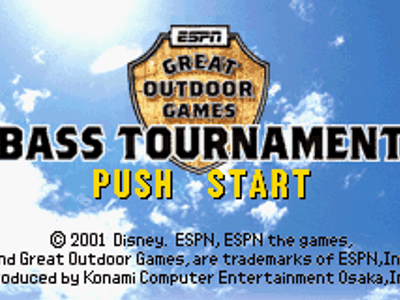 ESPN
GREAT
OUTDOOR
GAMES
BASS TOURNAMENT
PUSH START
© 2001 Disney. ESPN, ESPN the games,
nd Great Outdoor Games, are trademarks of ESPN,In
roduced by Konami Computer Entertainment Osaka,In